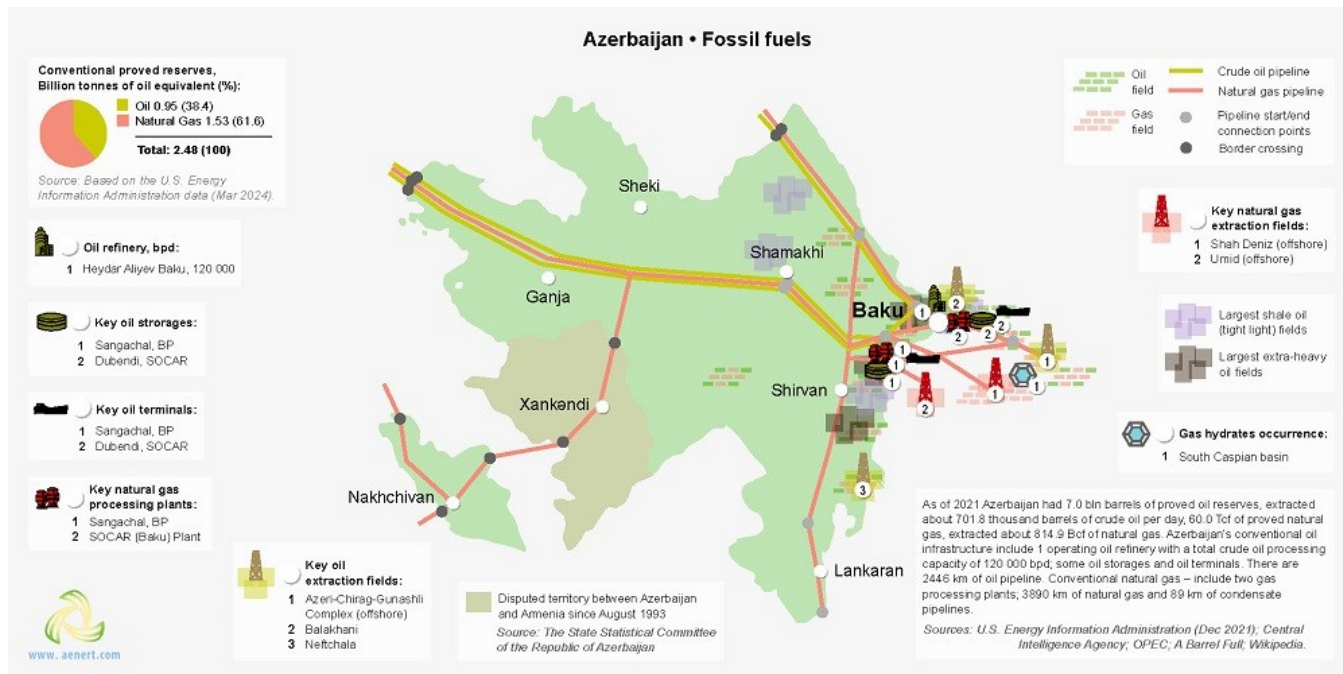 Azerbaijan • Fossil fuels
Conventional proved reserves,
Billion tonnes of oil equivalent (%):
Oil 0.95 (38.4)
Natural Gas 1.53 (61.6)
Total: 2.48 (100)
Source: Based on the U.S. Energy
Information Administration data (Mar 2024).
Oil refinery, bpd:
1 Heydar Aliyev Baku, 120 000
Key oil strorages:
1 Sangachal, BP
2 Dubendi, SOCAR
Key oil terminals:
1 Sangachal, BP
2 Dubendi, SOCAR
Key natural gas
processing plants:
1 Sangachal, BP
2 SOCAR (Baku) Plant
www.aenert.com
Key oil
extraction fields:
1 Azeri-Chirag-Gunashli
Complex (offshore)
2 Balakhani
3 Neftchala
Disputed territory between Azerbaijan
and Armenia since August 1993
Source: The State Statistical Committee
of the Republic of Azerbaijan
Sheki
Shamakhi
Ganja
Baku
Shirvan
Xankəndi
Nakhchivan
Lankaran
1
2
2
2
1
1
1
1
1
1
2
3
Oil
field
Gas
field
Crude oil pipeline
Natural gas pipeline
Pipeline start/end
connection points
Border crossing
Key natural gas
extraction fields:
1 Shah Deniz (offshore)
2 Umid (offshore)
Largest shale oil
(tight light) fields
Largest extra-heavy
oil fields
Gas hydrates occurrence:
1 South Caspian basin
As of 2021 Azerbaijan had 7.0 bln barrels of proved oil reserves, extracted
about 701.8 thousand barrels of crude oil per day, 60.0 Tcf of proved natural
gas, extracted about 814.9 Bcf of natural gas. Azerbaijan's conventional oil
infrastructure include 1 operating oil refinery with a total crude oil processing
capacity of 120 000 bpd; some oil storages and oil terminals. There are
2446 km of oil pipeline. Conventional natural gas – include two gas
processing plants; 3890 km of natural gas and 89 km of condensate
pipelines.
Sources: U.S. Energy Information Administration (Dec 2021); Central
Intelligence Agency; OPEC; A Barrel Full; Wikipedia.